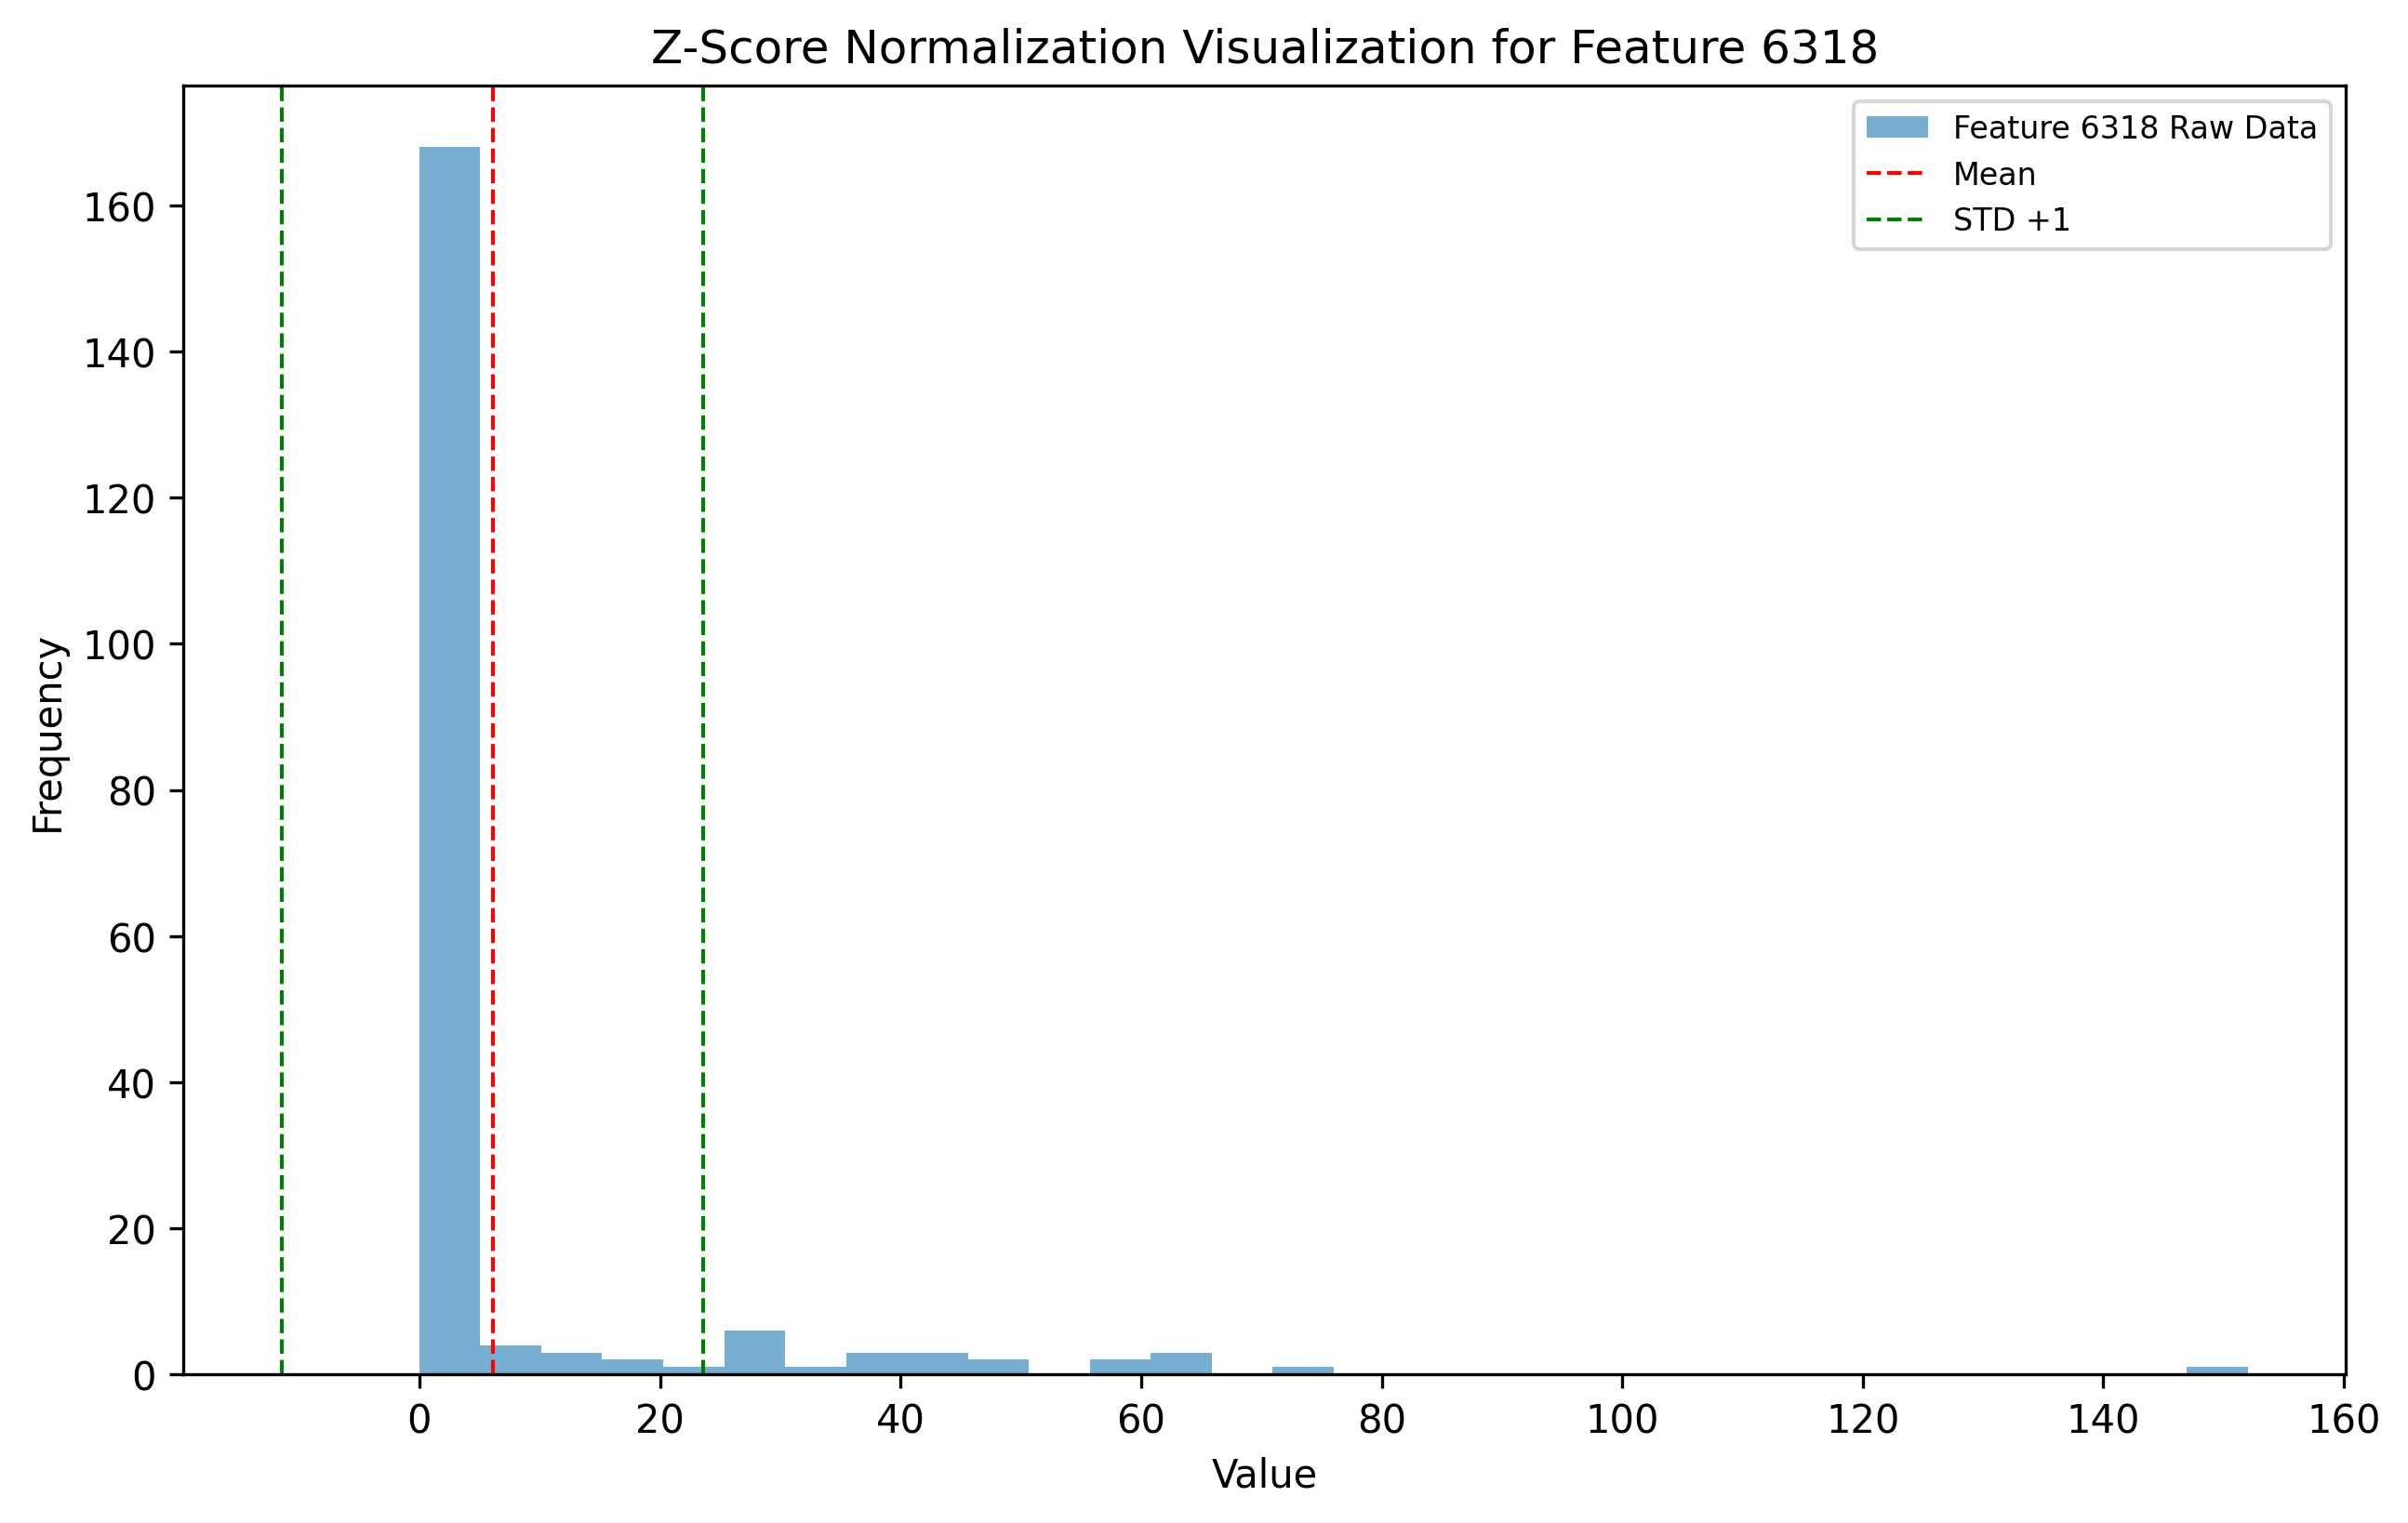 Z-Score Normalization Visualization for Feature 6318
Feature 6318 Raw Data
Mean
STD +1
160
140
120
100
80
60
40
20
0
Frequency
0 20 40 60 80 100 120 140 160
Value